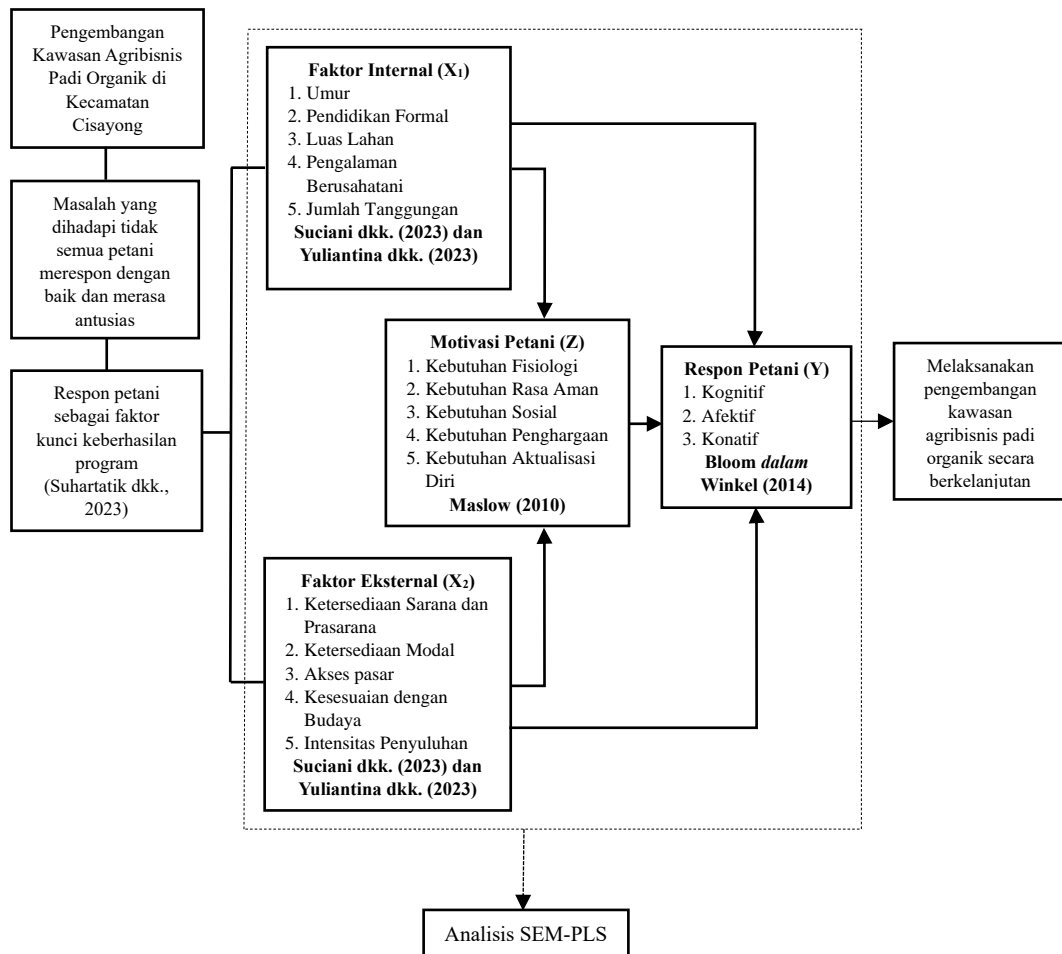 Pengembangan
Kawasan Agribisnis
Padi Organik di
Kecamatan
Cisayong
Masalah yang
dihadapi tidak
semua petani
merespon dengan
baik dan merasa
antusias
Respon petani
sebagai faktor
kunci keberhasilan
program
(Suhartatik dkk.,
2023)
Faktor Internal (X₁)
1. Umur
2. Pendidikan Formal
3. Luas Lahan
4. Pengalaman
Berusahatani
5. Jumlah Tanggungan
Suciani dkk. (2023) dan
Yuliantina dkk. (2023)
Motivasi Petani (Z)
1. Kebutuhan Fisiologi
2. Kebutuhan Rasa Aman
3. Kebutuhan Sosial
4. Kebutuhan Penghargaan
5. Kebutuhan Aktualisasi
Diri
Maslow (2010)
Faktor Eksternal (X₂)
1. Ketersediaan Sarana dan
Prasarana
2. Ketersediaan Modal
3. Akses pasar
4. Kesesuaian dengan
Budaya
5. Intensitas Penyuluhan
Suciani dkk. (2023) dan
Yuliantina dkk. (2023)
Respon Petani (Y)
1. Kognitif
2. Afektif
3. Konatif
Bloom dalam
Winkel (2014)
Melaksanakan
pengembangan
kawasan
agribisnis padi
organik secara
berkelanjutan
Analisis SEM-PLS